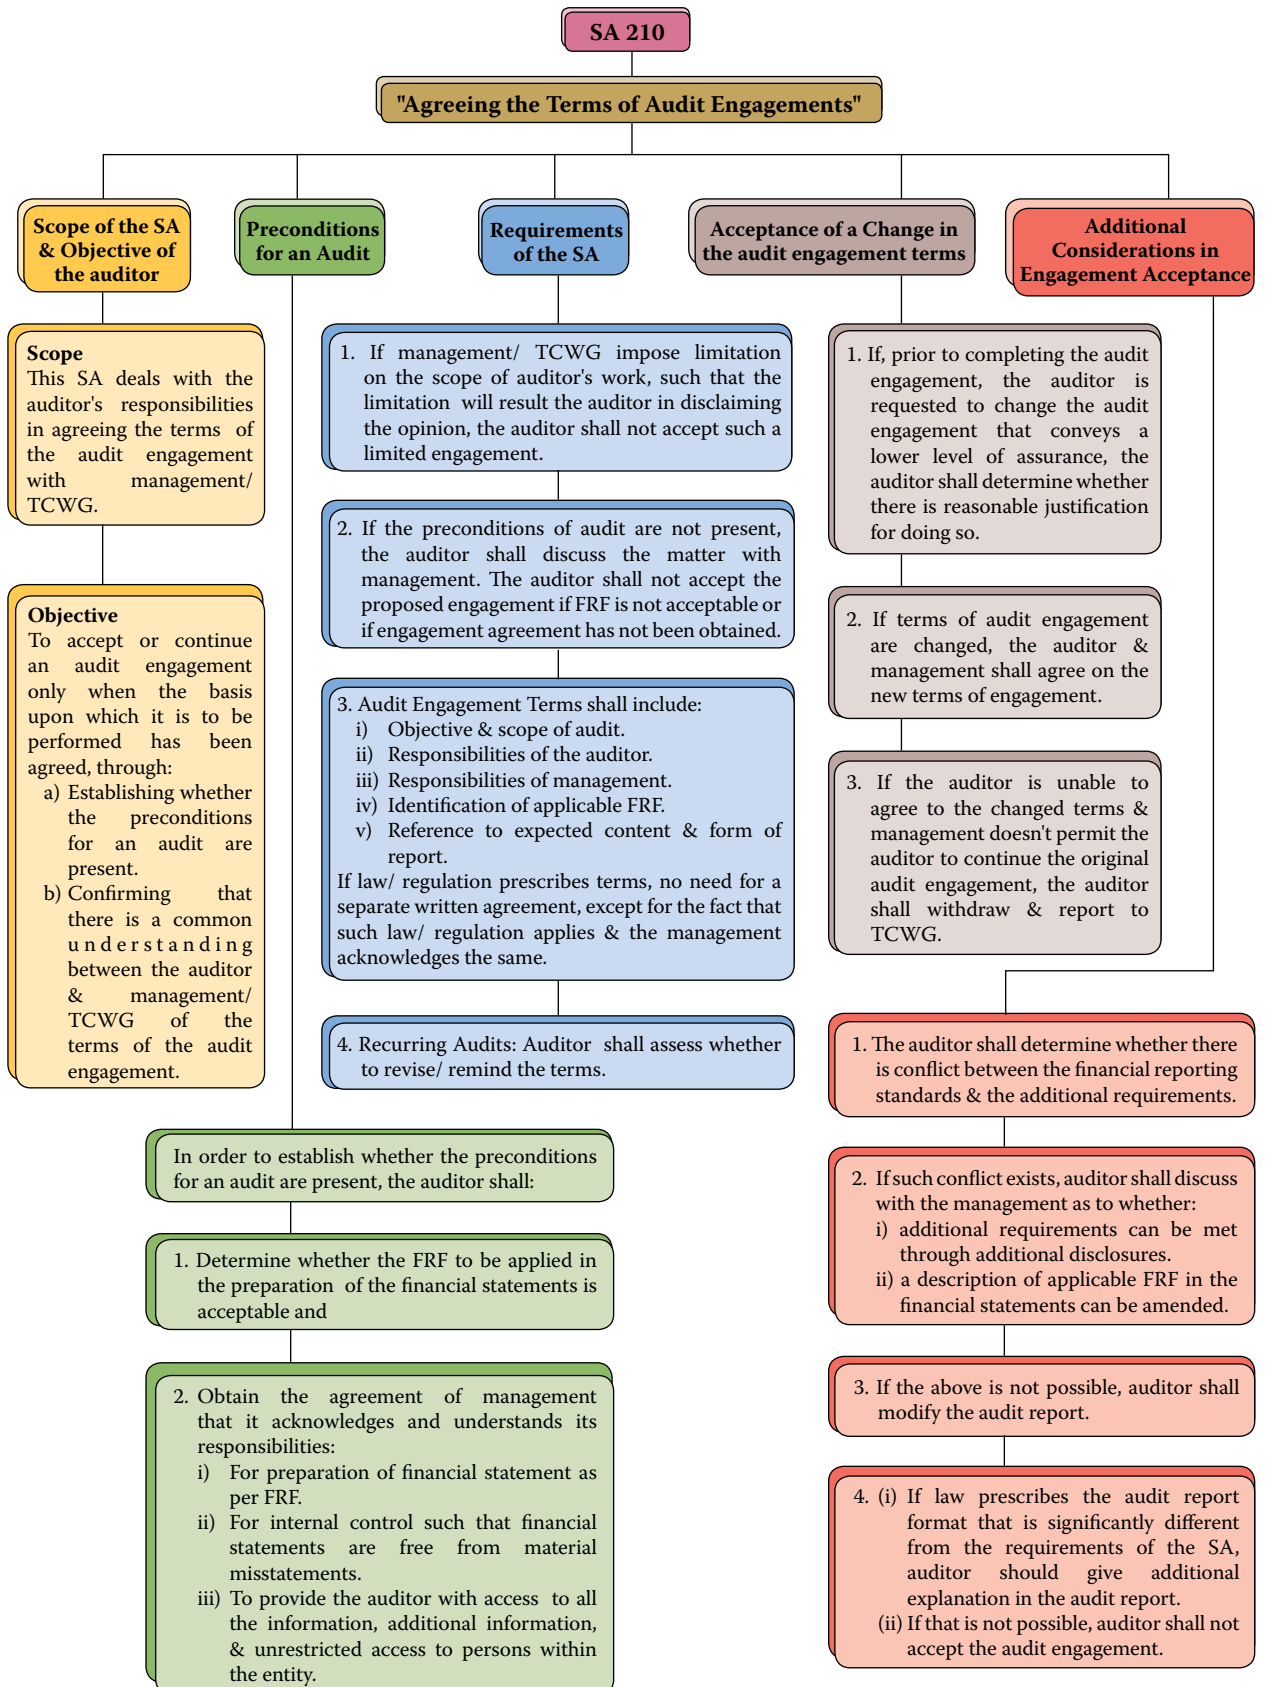 SA 210
"Agreeing the Terms of Audit Engagements"
Scope of the SA
& Objective of
the auditor
Scope
This SA deals with the
auditor's responsibilities
in agreeing the terms of
the audit engagement
with management/
TCWG.
Objective
To accept or continue
an audit engagement
only when the basis
upon which it is to be
performed has been
agreed, through:
a) Establishing whether
the preconditions
for an audit are
present.
b) Confirming that
there is a common
understanding
between the auditor
& management/
TCWG of the
terms of the audit
engagement.
Preconditions
for an Audit
In order to establish whether the preconditions
for an audit are present, the auditor shall:
1. Determine whether the FRF to be applied in
the preparation of the financial statements is
acceptable and
2. Obtain the agreement of management
that it acknowledges and understands its
responsibilities:
i) For preparation of financial statement as
per FRF.
ii) For internal control such that financial
statements are free from material
misstatements.
iii) To provide the auditor with access to all
the information, additional information,
& unrestricted access to persons within
the entity.
Requirements
of the SA
1. If management/ TCWG impose limitation
on the scope of auditor's work, such that the
limitation will result the auditor in disclaiming
the opinion, the auditor shall not accept such a
limited engagement.
2. If the preconditions of audit are not present,
the auditor shall discuss the matter with
management. The auditor shall not accept the
proposed engagement if FRF is not acceptable or
if engagement agreement has not been obtained.
3. Audit Engagement Terms shall include:
i) Objective & scope of audit.
ii) Responsibilities of the auditor.
iii) Responsibilities of management.
iv) Identification of applicable FRF.
v) Reference to expected content & form of
report.
If law/ regulation prescribes terms, no need for a
separate written agreement, except for the fact that
such law/ regulation applies & the management
acknowledges the same.
4. Recurring Audits: Auditor shall assess whether
to revise/ remind the terms.
Acceptance of a Change in
the audit engagement terms
1. If, prior to completing the audit
engagement, the auditor is
requested to change the audit
engagement that conveys a
lower level of assurance, the
auditor shall determine whether
there is reasonable justification
for doing so.
2. If terms of audit engagement
are changed, the auditor &
management shall agree on the
new terms of engagement.
3. If the auditor is unable to
agree to the changed terms &
management doesn't permit the
auditor to continue the original
audit engagement, the auditor
shall withdraw & report to
TCWG.
Additional
Considerations in
Engagement Acceptance
1. The auditor shall determine whether there
is conflict between the financial reporting
standards & the additional requirements.
2. If such conflict exists, auditor shall discuss
with the management as to whether:
i) additional requirements can be met
through additional disclosures.
ii) a description of applicable FRF in the
financial statements can be amended.
3. If the above is not possible, auditor shall
modify the audit report.
4. (i) If law prescribes the audit report
format that is significantly different
from the requirements of the SA,
auditor should give additional
explanation in the audit report.
(ii) If that is not possible, auditor shall not
accept the audit engagement.